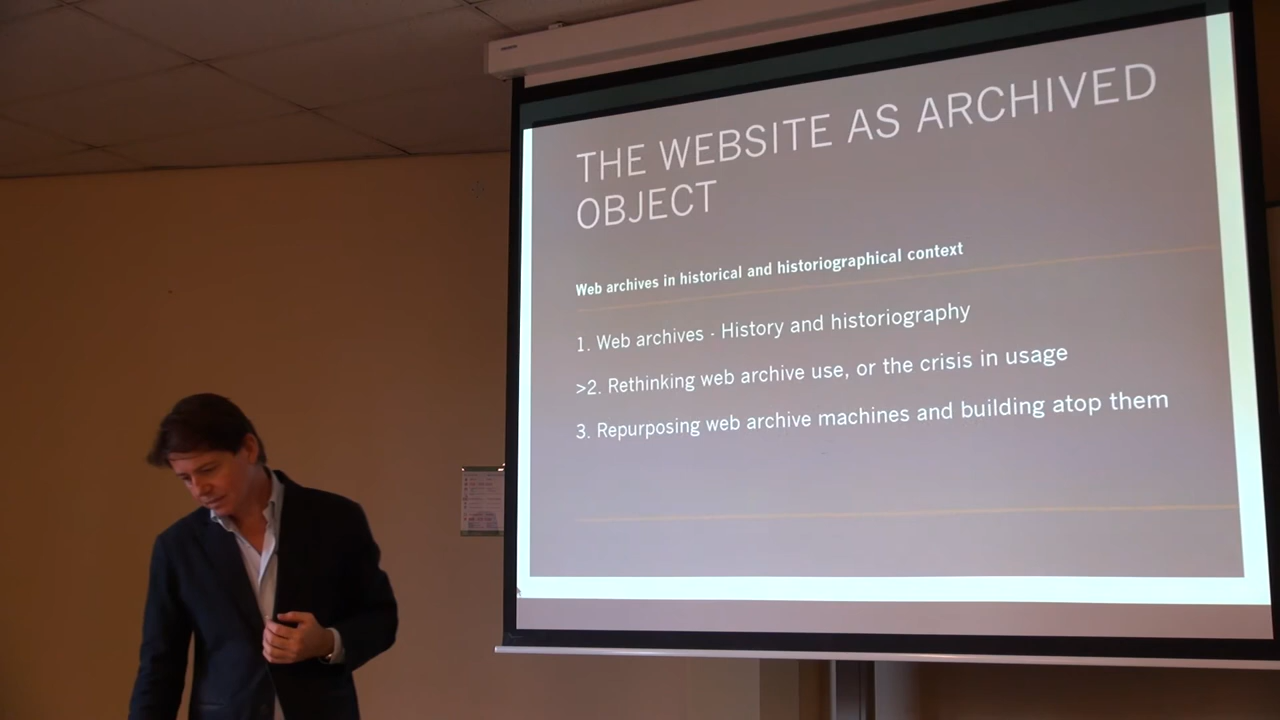 THE WEBSITE AS ARCHIVED
OBJECT
Web archives in historical and historiographical context
1. Web archives - History and historiography
>2. Rethinking web archive use, or the crisis in usage
3. Repurposing web archive machines and building atop them